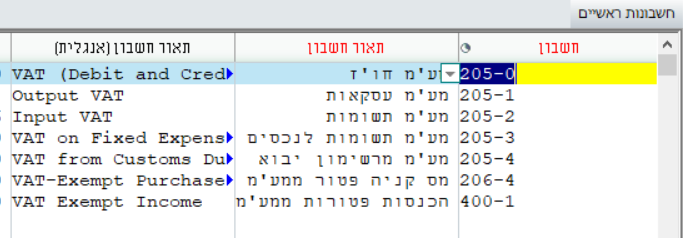 חשבונות ראשיים
חשבון תאור חשבון תאור חשבון (אנגלית)
205-0 מע'מ חו'ז VAT (Debit and Cred
205-1 מע'מ עסקאות Output VAT
205-2 מע'מ תשומות Input VAT
205-3 מע'מ תשומות לנכסים VAT on Fixed Expens
205-4 מע'מ מרשימון יבוא VAT from Customs Du
206-4 מס קניה פטור ממע'מ VAT-Exempt Purchase
400-1 הכנסות פטורות ממע'מ VAT Exempt Income